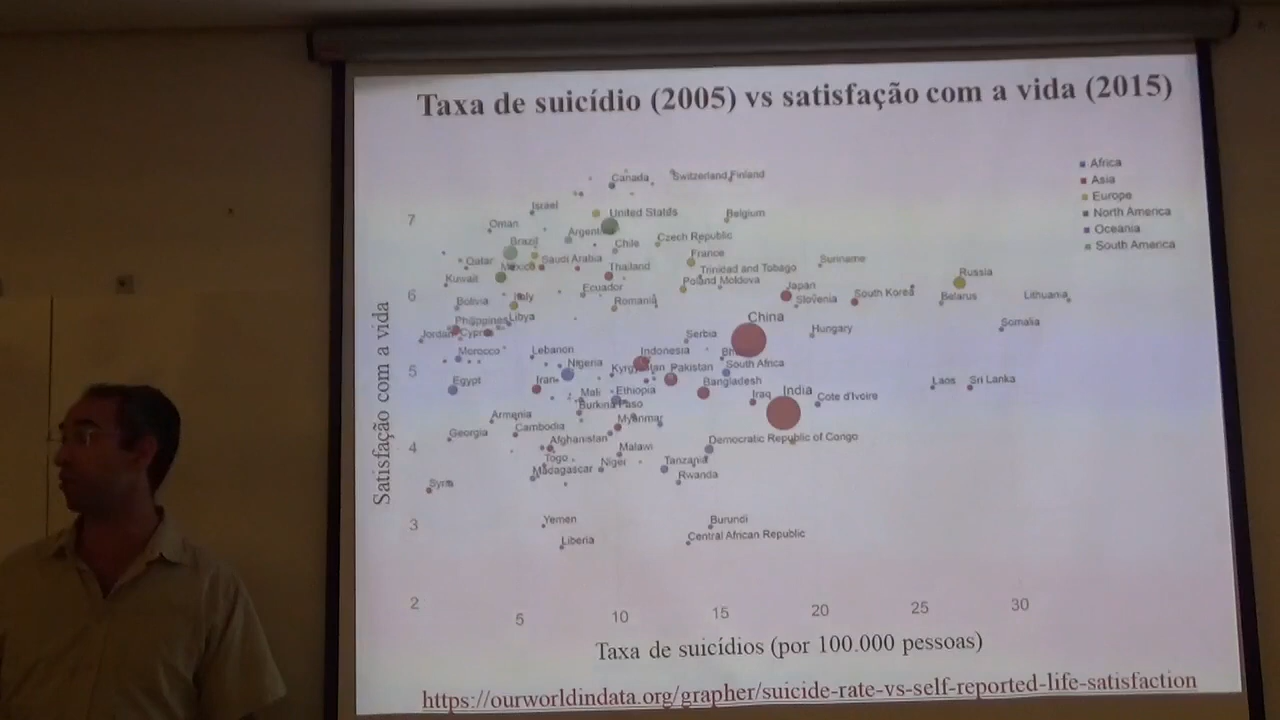 Taxa de suicídio (2005) vs satisfação com a vida (2015)
Africa
Asia
Europe
North America
Oceania
South America
Canada
Switzerland Finland
Israel
United States
Belgium
7
Oman
Brazil
Chile
Czech Republic
France
Suriname
Qatar
Mexico
Saudi Arabia
Thailand
Trinidad and Tobago
Russia
Kuwait
Ecuador
Poland Moldova
Japan
South Korea
6
Bolivia
Italy
Romania
Slovenia
Belarus
Lithuania
Philippines
Libya
China
Somalia
Jordan
Serbia
Hungary
Morocco
Lebanon
Indonesia
5
Nigeria
Pakistan
South Africa
Egypt
Iran
Mali
Ethiopia
Bangladesh
Iraq
India
Cote d'Ivoire
Laos
Sri Lanka
Burkina Faso
Armenia
Myanmar
Georgia
Cambodia
Afghanistan
Malawi
Democratic Republic of Congo
4
Togo
Niger
Tanzania
Madagascar
Rwanda
Syria
3
Yemen
Burundi
Liberia
Central African Republic
2
5 10 15 20 25 30
Satisfação com a vida
Taxa de suicídios (por 100.000 pessoas)
https://ourworldindata.org/grapher/suicide-rate-vs-self-reported-life-satisfaction